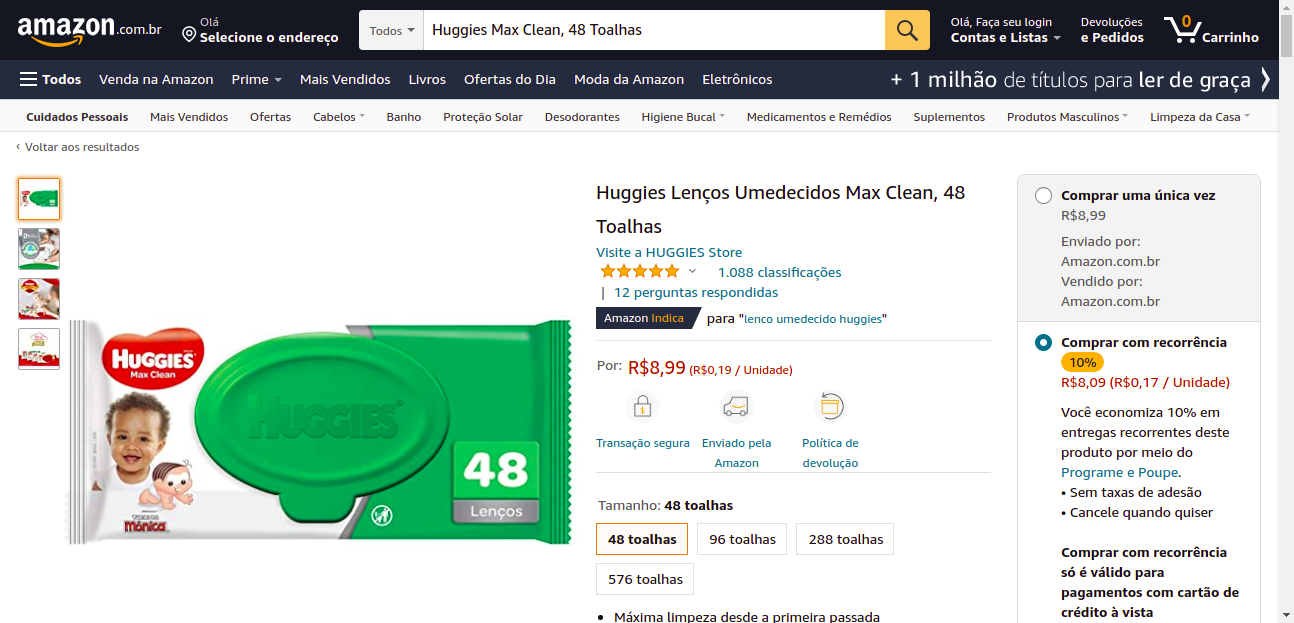 amazon.com.br
Olá
Selecione o endereço
Todos
Huggies Max Clean, 48 Toalhas
Olá, Faça seu login
Contas e Listas
Devoluções
e Pedidos
0
Carrinho
Todos
Venda na Amazon
Prime
Mais Vendidos
Livros
Ofertas do Dia
Moda da Amazon
Eletrônicos
+ 1 milhão de títulos para ler de graça
Cuidados Pessoais
Mais Vendidos
Ofertas
Cabelos
Banho
Proteção Solar
Desodorantes
Higiene Bucal
Medicamentos e Remédios
Suplementos
Produtos Masculinos
Limpeza da Casa
‹ Voltar aos resultados
HUGGIES
Max Clean
HUGGIES
48
Lenços
Turma da
Mônica
Huggies Lenços Umedecidos Max Clean, 48
Toalhas
Visite a HUGGIES Store
1.088 classificações
| 12 perguntas respondidas
Amazon Indica para "lenco umedecido huggies"
Por: R$8,99 (R$0,19 / Unidade)
Transação segura
Enviado pela
Amazon
Política de
devolução
Tamanho: 48 toalhas
48 toalhas
96 toalhas
288 toalhas
576 toalhas
• Máxima limpeza desde a primeira passada
Comprar uma única vez
R$8,99
Enviado por:
Amazon.com.br
Vendido por:
Amazon.com.br
Comprar com recorrência
10%
R$8,09 (R$0,17 / Unidade)
Você economiza 10% em
entregas recorrentes deste
produto por meio do
Programe e Poupe.
• Sem taxas de adesão
• Cancele quando quiser
Comprar com recorrência
só é válido para
pagamentos com cartão de
crédito à vista